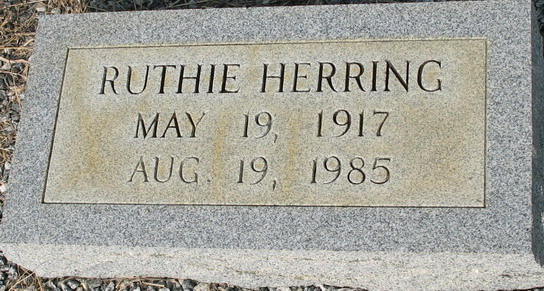 RUTHIE HERRING
MAY 19, 1917
AUG. 19, 1985